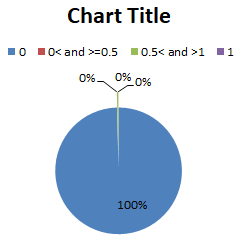 Chart Title
0 0< and >=0.5 0.5< and >1 1
0% 0% 0%
100%